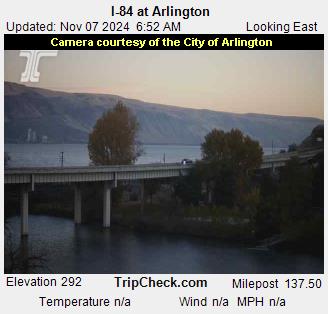 I-84 at Arlington
Updated: Nov 07 2024 6:52 AM Looking East
Camera courtesy of the City of Arlington
Elevation 292 TripCheck.com Milepost 137.50
Temperature n/a Wind n/a MPH n/a